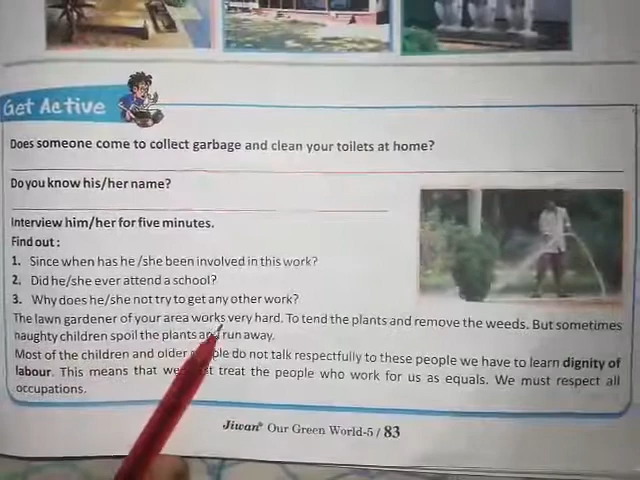 Get Active
Does someone come to collect garbage and clean your toilets at home?
Do you know his/her name?
Interview him/her for five minutes.
Find out :
1. Since when has he /she been involved in this work?
2. Did he/she ever attend a school?
3. Why does he/she not try to get any other work?
The lawn gardener of your area works very hard. To tend the plants and remove the weeds. But sometimes
naughty children spoil the plants and run away.
Most of the children and older do not talk respectfully to these people we have to learn dignity of
labour. This means that we treat the people who work for us as equals. We must respect all
occupations.
Jiwan® Our Green World-5 / 83